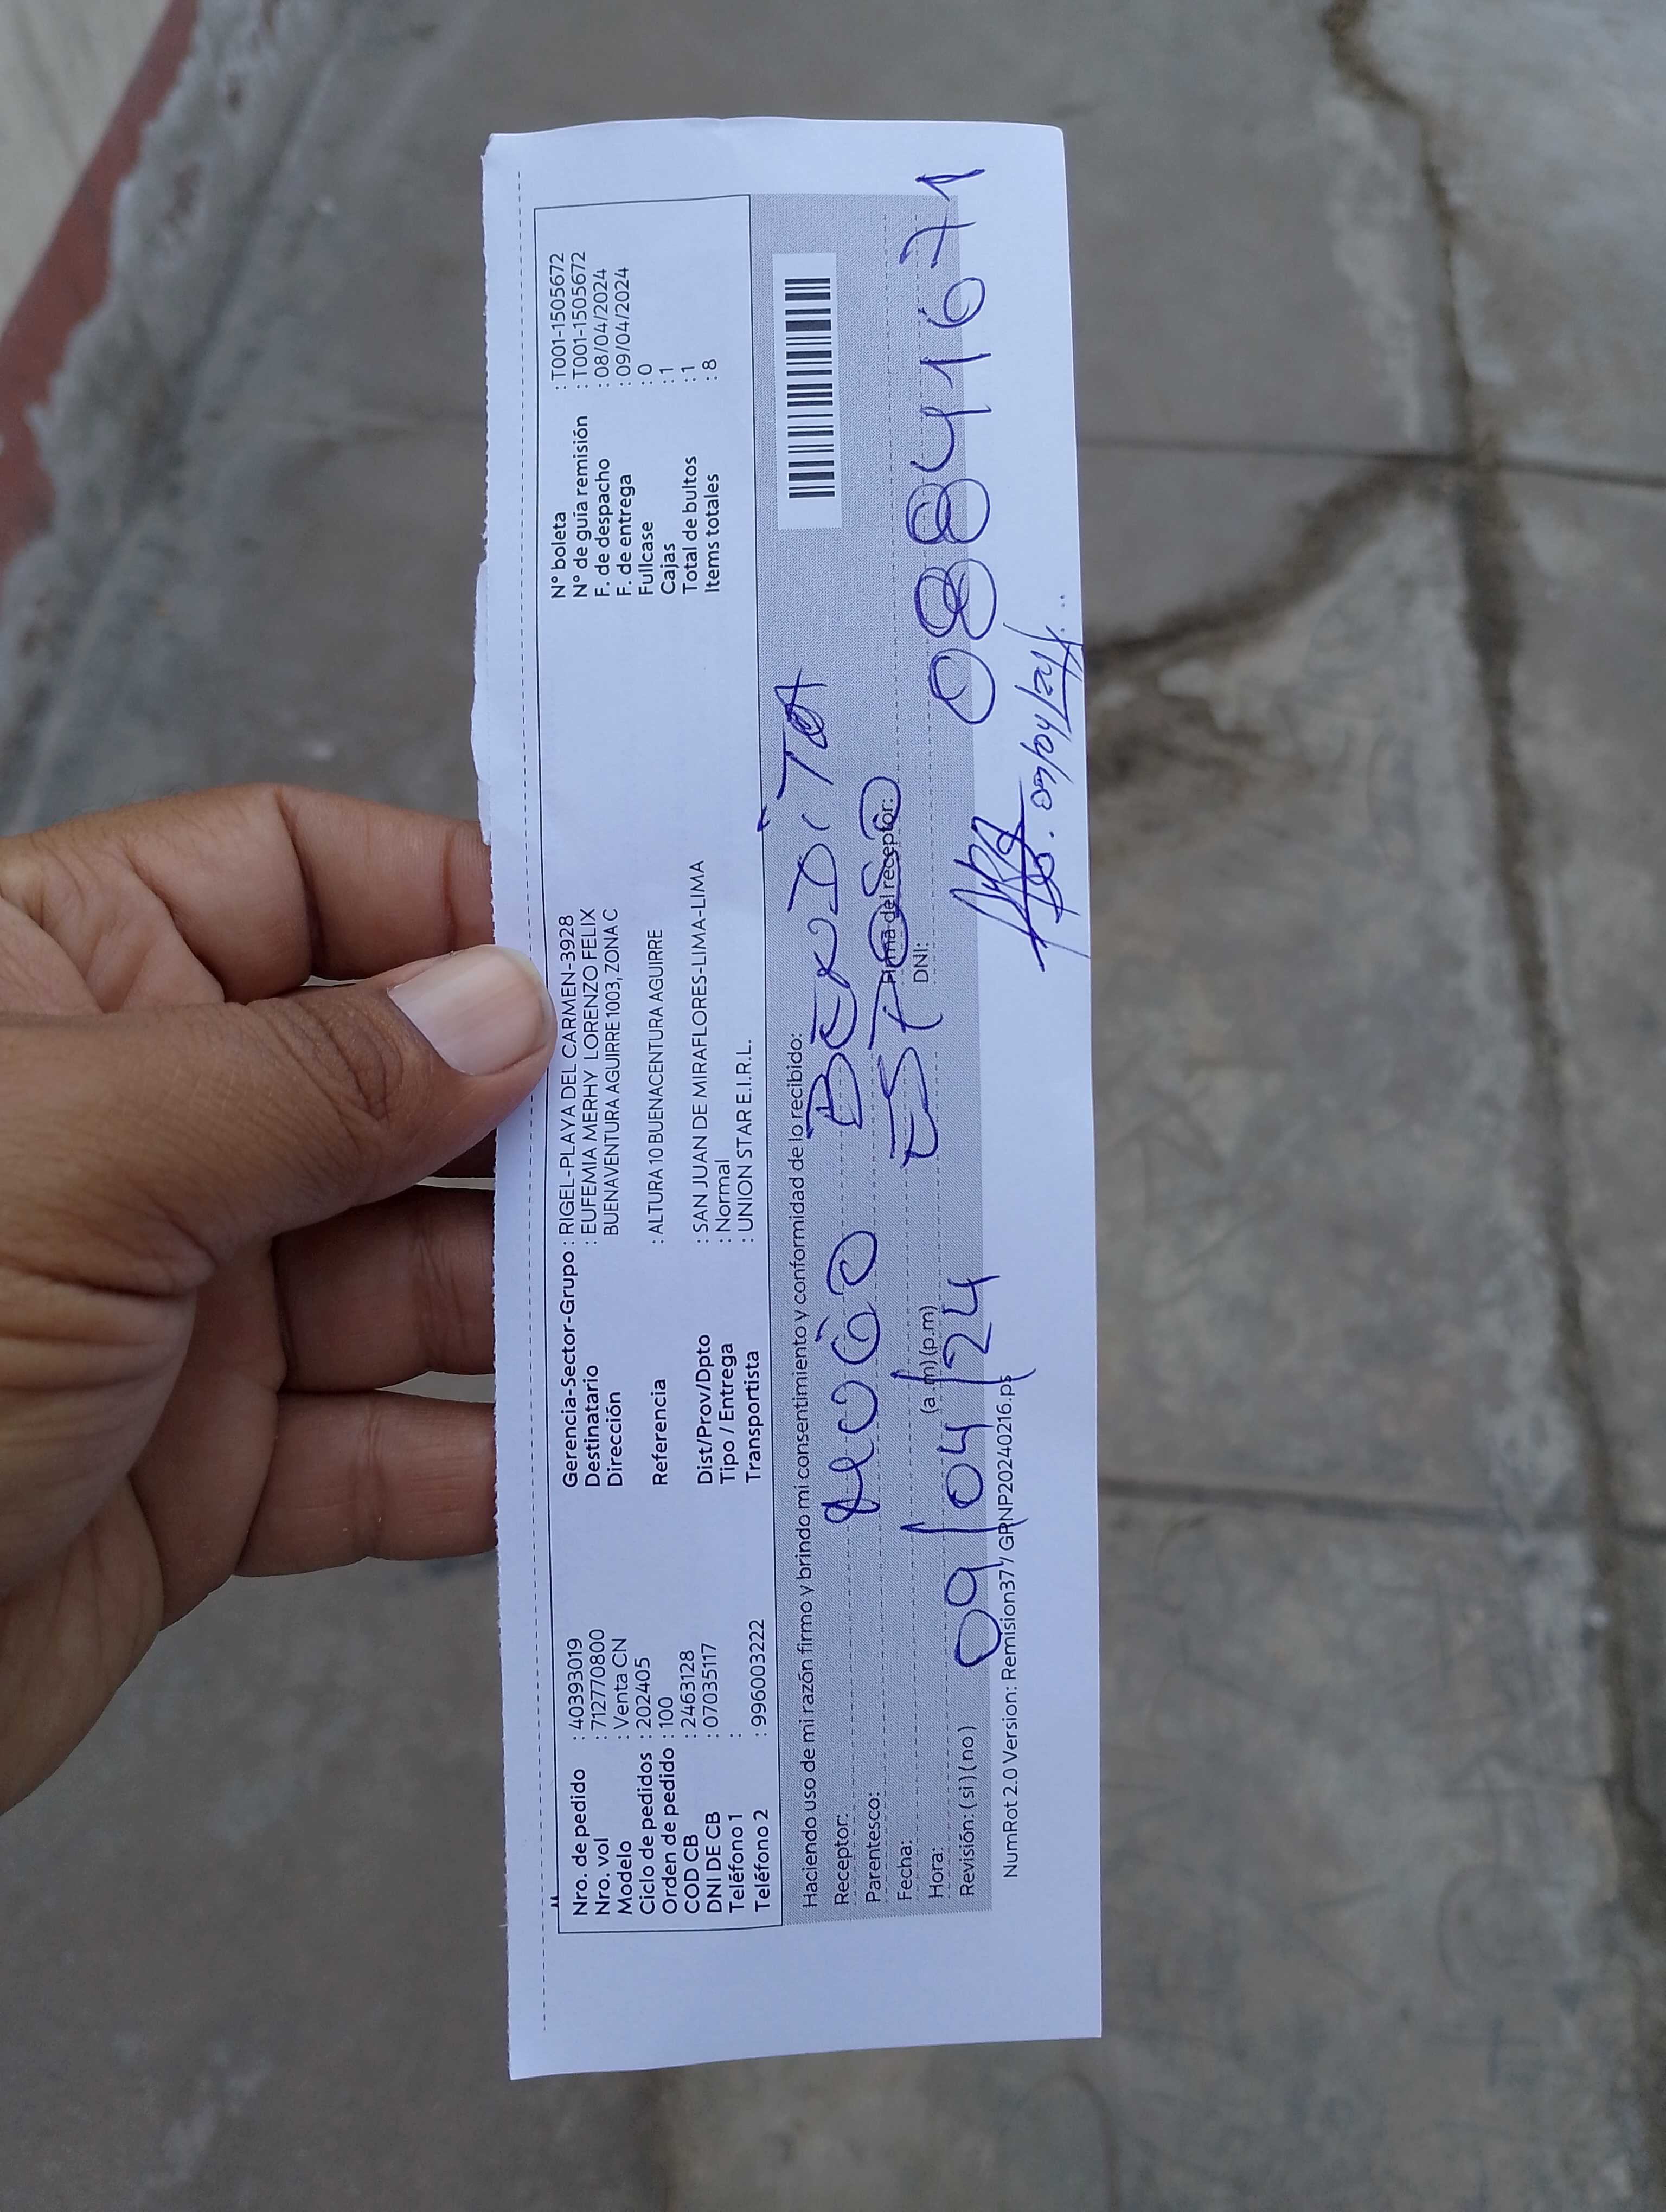 Nro. de pedido : 40393019
Nro. vol : 712770800
Modelo : Venta CN
Ciclo de pedidos : 202405
Orden de pedido : 100
COD CB : 2463128
DNI DE CB : 07035117
Teléfono 1 :
Teléfono 2 : 996003222
Gerencia-Sector-Grupo : RIGEL-PLAYA DEL CARMEN-3928
Destinatario : EUFEMIA MERHY LORENZO FELIX
Dirección BUENAVENTURA AGUIRRE 1003, ZONA C
Referencia : ALTURA 10 BUENACENTURA AGUIRRE
Dist/Prov/Dpto : SAN JUAN DE MIRAFLORES-LIMA-LIMA
Tipo / Entrega : Normal
Transportista : UNION STAR E.I.R.L.
N° boleta : T001-1505672
N° de guía remisión : T001-1505672
F. de despacho : 08/04/2024
F. de entrega : 09/04/2024
Fullcase : 0
Cajas : 1
Total de bultos : 1
Items totales : 8
Haciendo uso de mi razón firmo y brindo mi consentimiento y conformidad de lo recibido:
Receptor:
Parentesco: ESPOSO
Fecha: Firma del receptor:
Hora: (a.m) (p.m) DNI: 08841671
Revisión: ( si ) ( no ) 09/04/24
NumRot 2.0 Version: Remision37 / GRNP20240216.ps